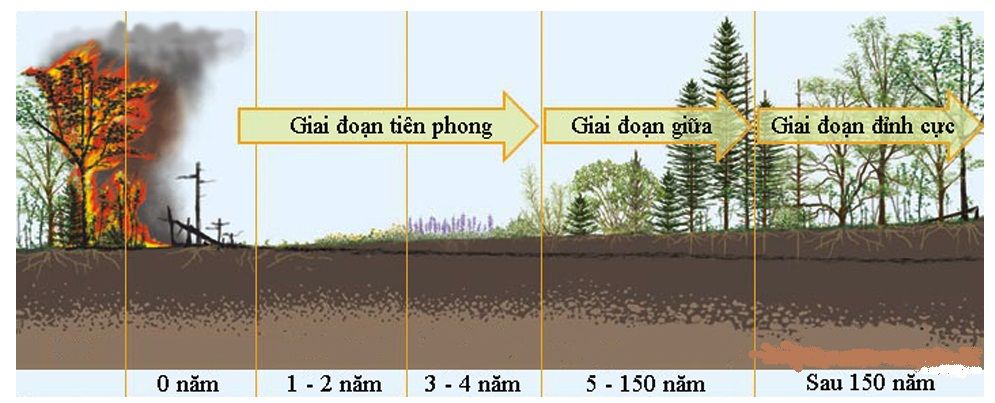 Giai đoạn tiên phong
Giai đoạn giữa
Giai đoạn đỉnh cực
0 năm
1 - 2 năm
3 - 4 năm
5 - 150 năm
Sau 150 năm